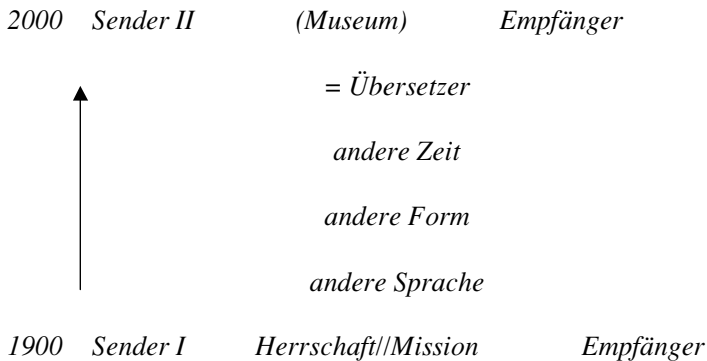 2000 Sender II (Museum) Empfänger
= Übersetzer
andere Zeit
andere Form
andere Sprache
1900 Sender I Herrschaft//Mission Empfänger